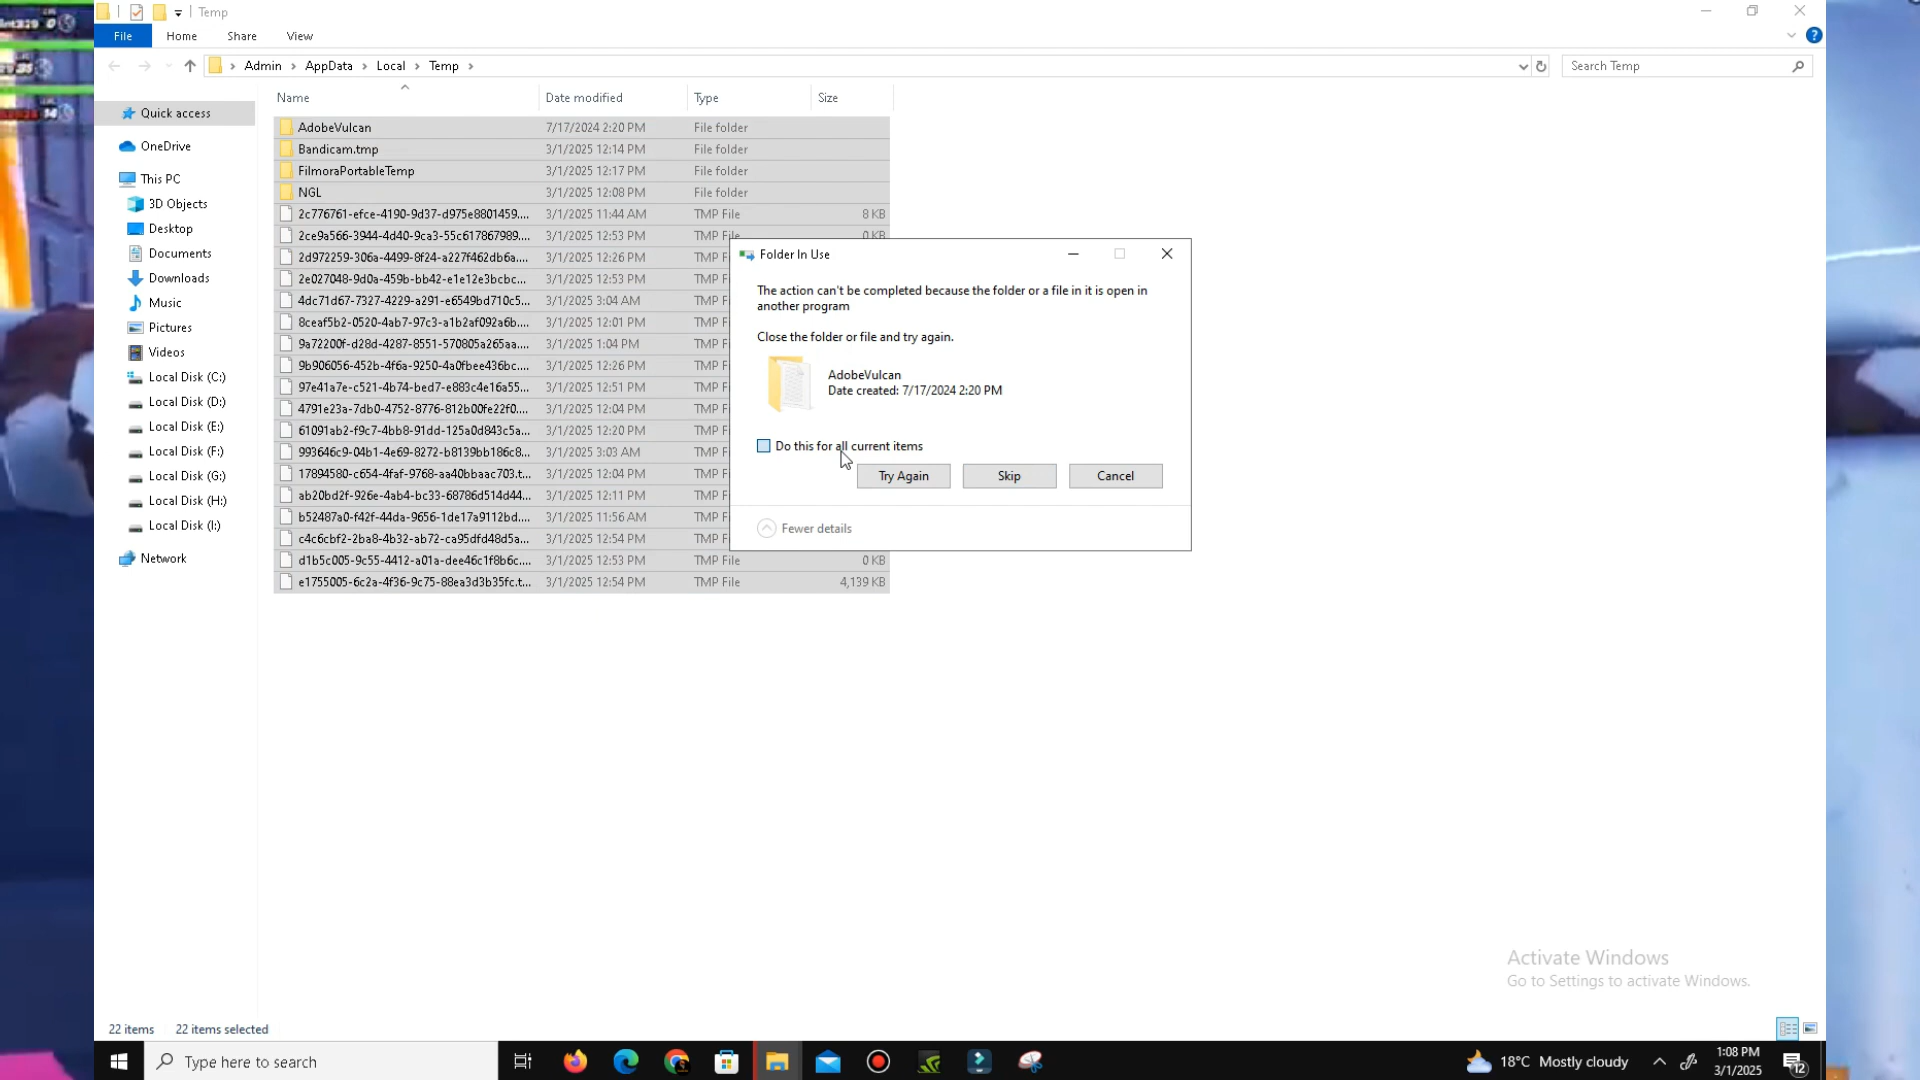 Temp
File
Home
Share
View
Admin
AppData
Local
Temp
Search Temp
Name
Date modified
Type
Size
Quick access
OneDrive
This PC
3D Objects
Desktop
Documents
Downloads
Music
Pictures
Videos
Local Disk (C:)
Local Disk (D:)
Local Disk (E:)
Local Disk (F:)
Local Disk (G:)
Local Disk (H:)
Local Disk (I:)
Network
AdobeVulcan 7/17/2024 2:20 PM File folder
Bandicam.tmp 3/1/2025 12:14 PM File folder
FilmoraPortableTemp 3/1/2025 12:17 PM File folder
NGL 3/1/2025 12:08 PM File folder
2c776761-efce-4190-9d37-d975e8801459.... 3/1/2025 11:44 AM TMP File 8 KB
2ce9a566-3944-4d40-9ca3-55c617867989.... 3/1/2025 12:53 PM TMP File 0 KB
2d972259-306a-4499-8f24-a227f462db6a.... 3/1/2025 12:26 PM TMP F
2e027048-9d0a-459b-bb42-e1e12e3bcbc... 3/1/2025 12:53 PM TMP F
4dc71d67-7327-4229-a291-e6549bd710c5... 3/1/2025 3:04 AM TMP F
8ceaf5b2-0520-4ab7-97c3-a1b2af092a6b.... 3/1/2025 12:01 PM TMP F
9a72200f-d28d-4287-8551-570805a265aa.... 3/1/2025 1:04 PM TMP F
9b906056-452b-4f6a-9250-4a0fbee436bc.... 3/1/2025 12:26 PM TMP F
97e41a7e-c521-4b74-bed7-e883c4e16a55... 3/1/2025 12:51 PM TMP F
4791e23a-7db0-4752-8776-812b00fe22f0.... 3/1/2025 12:04 PM TMP F
61091ab2-f9c7-4bb8-91dd-125a0d843c5a... 3/1/2025 12:20 PM TMP F
993646c9-04b1-4e69-8272-b8139bb186c8... 3/1/2025 3:03 AM TMP F
17894580-c654-4faf-9768-aa40bbaac703.t... 3/1/2025 12:04 PM TMP F
ab20bd2f-926e-4ab4-bc33-68786d514d44... 3/1/2025 12:11 PM TMP F
b52487a0-f42f-44da-9656-1de17a9112bd.... 3/1/2025 11:56 AM TMP F
c4c6cbf2-2ba8-4b32-ab72-ca95dfd48d5a... 3/1/2025 12:54 PM TMP F
d1b5c005-9c55-4412-a01a-dee46c1f8b6c.... 3/1/2025 12:53 PM TMP File 0 KB
e1755005-6c2a-4f36-9c75-88ea3d3b35fc.t... 3/1/2025 12:54 PM TMP File 4,139 KB
Folder In Use
The action can't be completed because the folder or a file in it is open in
another program
Close the folder or file and try again.
AdobeVulcan
Date created: 7/17/2024 2:20 PM
Do this for all current items
Try Again
Skip
Cancel
Fewer details
Activate Windows
Go to Settings to activate Windows.
22 items
22 items selected
Type here to search
18°C Mostly cloudy
1:08 PM
3/1/2025
12